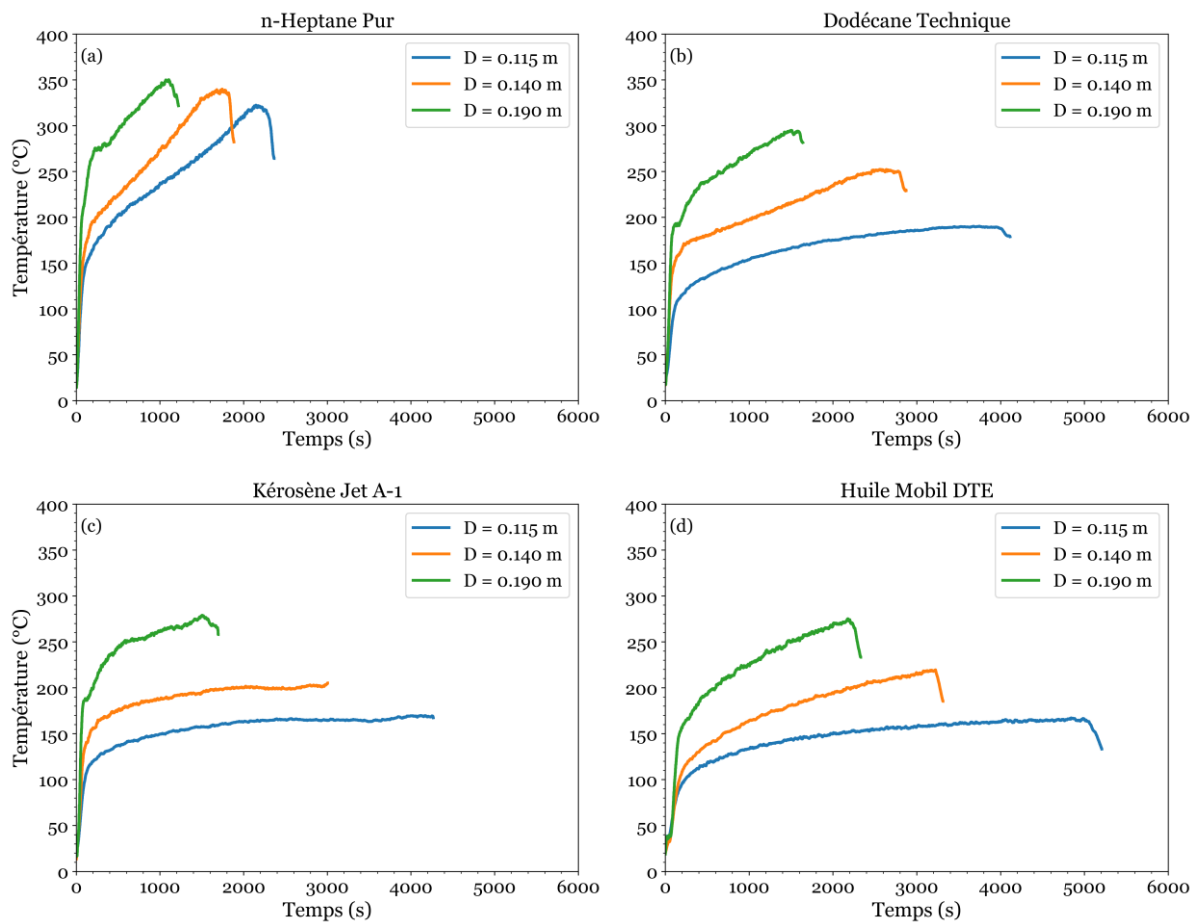 n-Heptane Pur
(a)
D = 0.115 m
D = 0.140 m
D = 0.190 m
Température (°C)
400
350
300
250
200
150
100
50
0
0 1000 2000 3000 4000 5000 6000
Temps (s)
Dodécane Technique
(b)
D = 0.115 m
D = 0.140 m
D = 0.190 m
400
350
300
250
200
150
100
50
0
0 1000 2000 3000 4000 5000 6000
Temps (s)
Kérosène Jet A-1
(c)
D = 0.115 m
D = 0.140 m
D = 0.190 m
Température (°C)
400
350
300
250
200
150
100
50
0
0 1000 2000 3000 4000 5000 6000
Temps (s)
Huile Mobil DTE
(d)
D = 0.115 m
D = 0.140 m
D = 0.190 m
400
350
300
250
200
150
100
50
0
0 1000 2000 3000 4000 5000 6000
Temps (s)